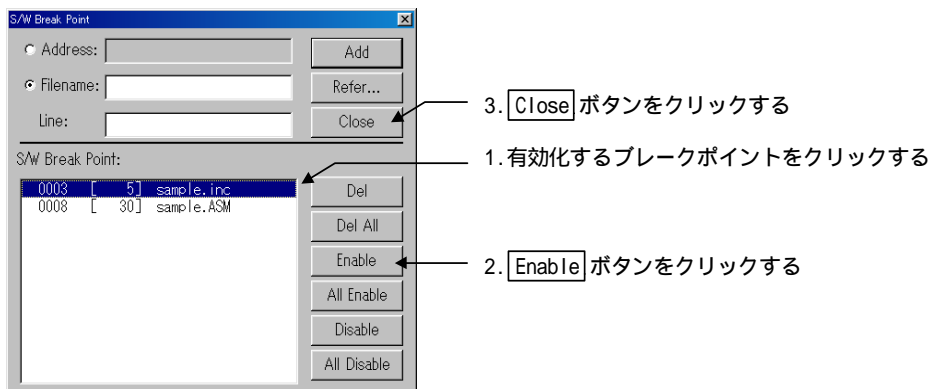 S/W Break Point
Address:
Add
Filename:
Refer...
Line:
Close
3. Close ボタンをクリックする
S/W Break Point:
1.有効化するブレークポイントをクリックする
0003 [ 5] sample.inc
0008 [ 30] sample.ASM
Del
Del All
Enable
2. Enable ボタンをクリックする
All Enable
Disable
All Disable